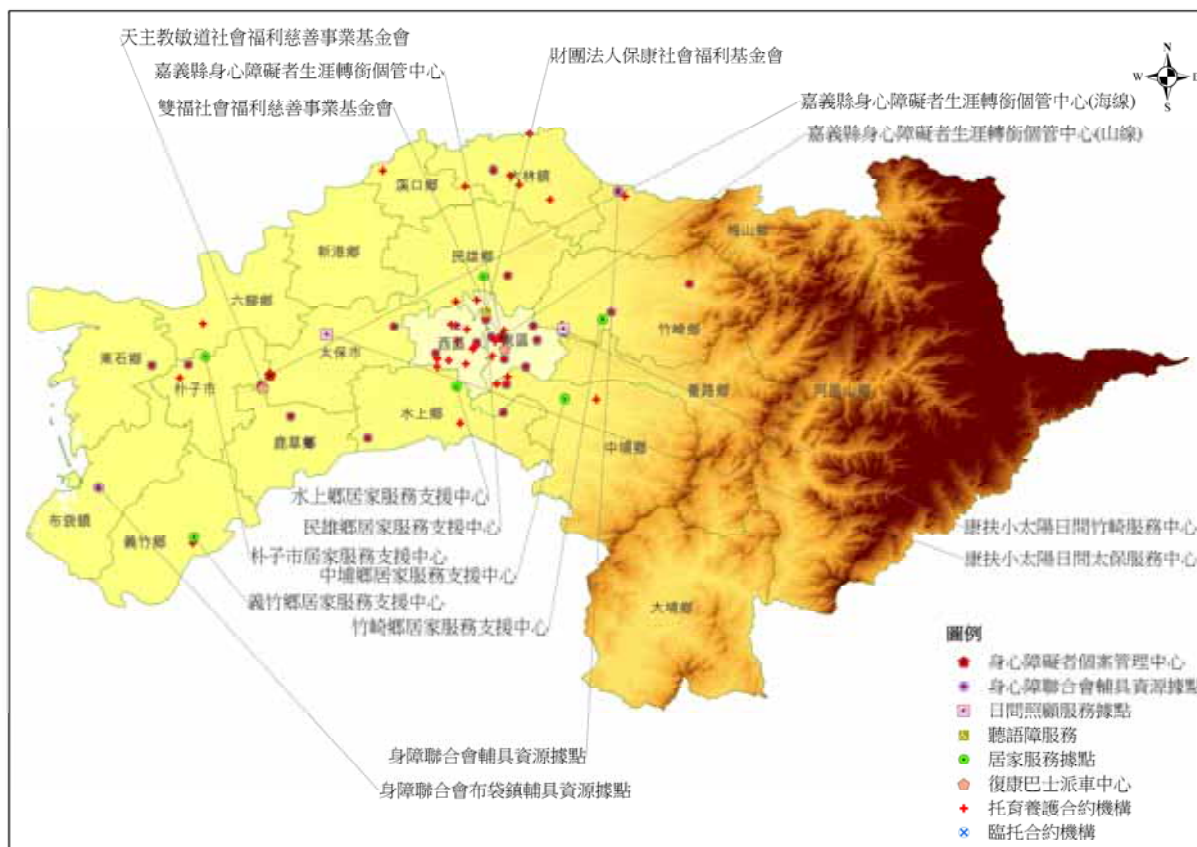 天主教敏道社會福利慈善事業基金會
財團法人保康社會福利基金會
嘉義縣身心障礙者生涯轉銜個管中心
雙福社會福利慈善事業基金會
嘉義縣身心障礙者生涯轉銜個管中心(海線)
嘉義縣身心障礙者生涯轉銜個管中心(山線)
N
W
E
S
溪口鄉
大林鎮
梅山鄉
新港鄉
民雄鄉
六腳鄉
竹崎鄉
東石鄉
太保市
西區
東區
朴子市
番路鄉
阿里山鄉
水上鄉
鹿草鄉
中埔鄉
布袋鎮
義竹鄉
大埔鄉
水上鄉居家服務支援中心
民雄鄉居家服務支援中心
朴子市居家服務支援中心
中埔鄉居家服務支援中心
義竹鄉居家服務支援中心
竹崎鄉居家服務支援中心
康扶小太陽日間竹崎服務中心
康扶小太陽日間太保服務中心
身障聯合會輔具資源據點
身障聯合會布袋鎮輔具資源據點
圖例
身心障礙者個案管理中心
身心障聯合會輔具資源據點
日間照顧服務據點
聽語障服務
居家服務據點
復康巴士派車中心
托育養護合約機構
臨托合約機構